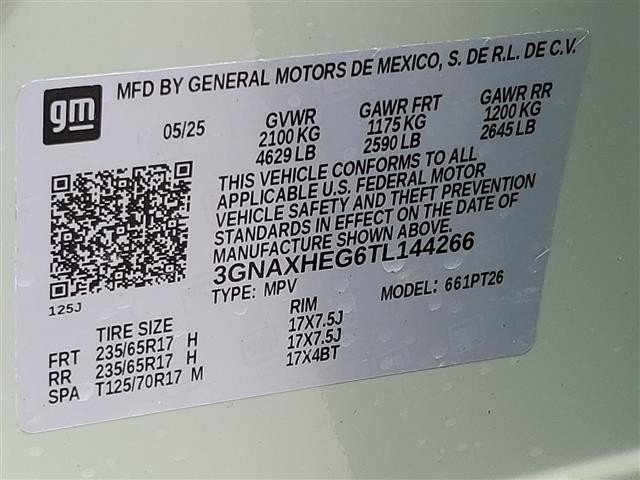 gm
MFD BY GENERAL MOTORS DE MEXICO, S. DE R.L. DE C.V.
05/25 GVWR GAWR FRT GAWR RR
2100 KG 1175 KG 1200 KG
4629 LB 2590 LB 2645 LB
THIS VEHICLE CONFORMS TO ALL
APPLICABLE U.S. FEDERAL MOTOR
VEHICLE SAFETY AND THEFT PREVENTION
STANDARDS IN EFFECT ON THE DATE OF
MANUFACTURE SHOWN ABOVE.
3GNAXHEG6TL144266
125J TYPE: MPV MODEL: 661PT26
TIRE SIZE RIM
FRT 235/65R17 H 17X7.5J
RR 235/65R17 H 17X7.5J
SPA T125/70R17 M 17X4BT